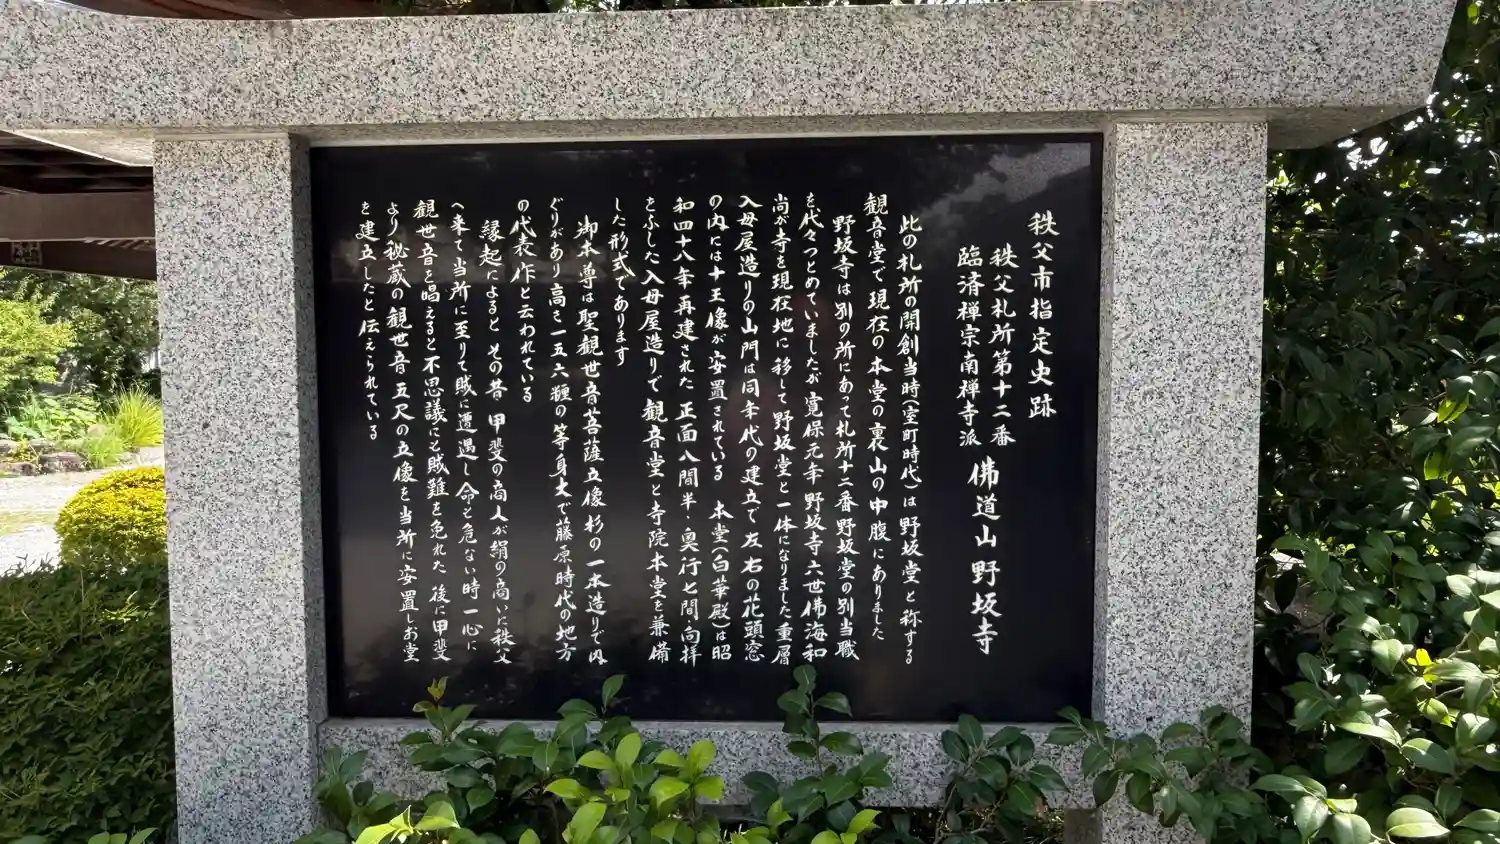 秩父市指定史跡
秩父札所第十二番
臨済禅宗南禅寺派 佛道山野坂寺
此の札所の開創当時(室町時代)は野坂堂と称する
観音堂で現在の本堂の裏山の中腹にありました
野坂寺は別の所にあって札所十二番野坂堂の別当職
を代々つとめていましたが寛保元年野坂寺六世佛海和
尚が寺を現在地に移して野坂堂と一体になりました重層
入母屋造りの山門は同年代の建立で左右の花頭窓
の内には十王像が安置されている 本堂(白華殿)は昭
和四十八年再建された正面八間半・奥行七間・向拝
をふした入母屋造りで観音堂と寺院本堂を兼備
した形式であります
御本尊は聖観世音菩薩立像杉の一本造りで内
ぐりがあり高さ一五六糎の等身大で藤原時代の地方
の代表作と云われている
縁起によると その昔 甲斐の商人が絹の商いに秩父
へ来て当所に至りて賊に遭遇し命も危ない時一心に
観世音を唱えると不思議にも賊難を免れた 後に甲斐
より秘蔵の観世音五尺の立像を当所に安置しお堂
を建立したと伝えられている